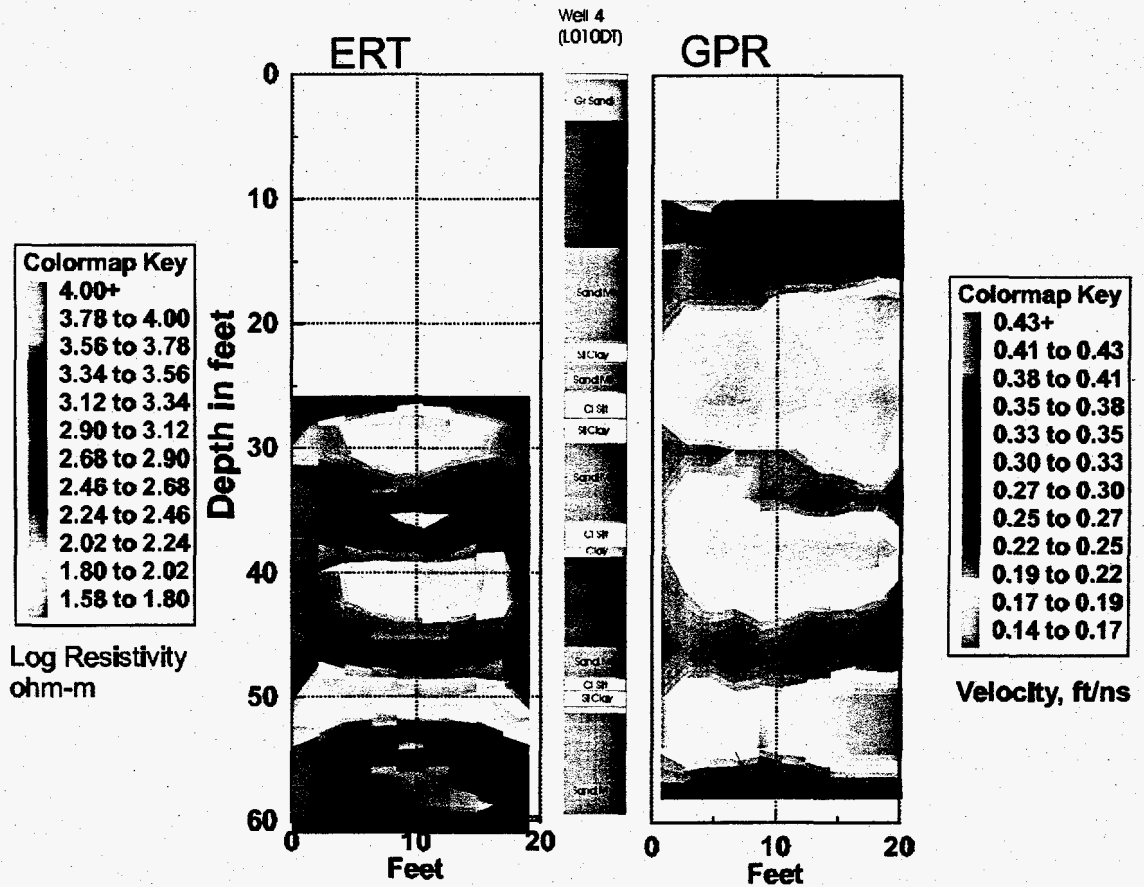 Well 4
(L010DT)
ERT
GPR
0
10
20
30
40
50
60
Depth in feet
0
10
20
Feet
0
10
20
Feet
Colormap Key
4.00+
3.78 to 4.00
3.56 to 3.78
3.34 to 3.56
3.12 to 3.34
2.90 to 3.12
2.68 to 2.90
2.46 to 2.68
2.24 to 2.46
2.02 to 2.24
1.80 to 2.02
1.58 to 1.80
Log Resistivity
ohm-m
Gr Sand
Sand
Si Clay
Sand
Cl Silt
Si Clay
Sand
Cl Silt
Clay
Sand
Cl Silt
Si Clay
Sand
Colormap Key
0.43+
0.41 to 0.43
0.38 to 0.41
0.35 to 0.38
0.33 to 0.35
0.30 to 0.33
0.27 to 0.30
0.25 to 0.27
0.22 to 0.25
0.19 to 0.22
0.17 to 0.19
0.14 to 0.17
Velocity, ft/ns